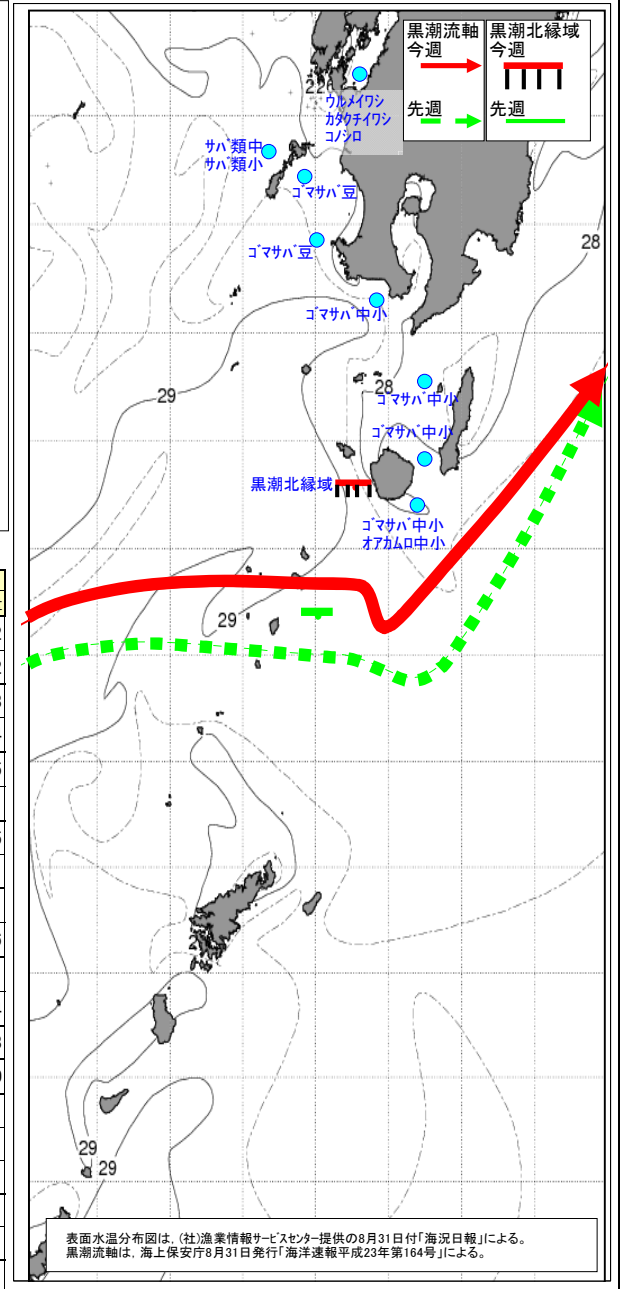 黒潮流軸
今週
先週
黒潮北縁域
今週
先週
226
ウルメイワシ
カタクチイワシ
コノシロ
サバ類中
サバ類小
ゴマサバ豆
28
ゴマサバ豆
ゴマサバ中小
29
28
ゴマサバ中小
ゴマサバ中小
黒潮北縁域
ゴマサバ中小
オアカムロ中小
29
2
29
29
表面水温分布図は，(社)漁業情報サービスセンター提供の8月31日付「海況日報」による。
黒潮流軸は，海上保安庁8月31日発行「海洋速報平成23年第164号」による。